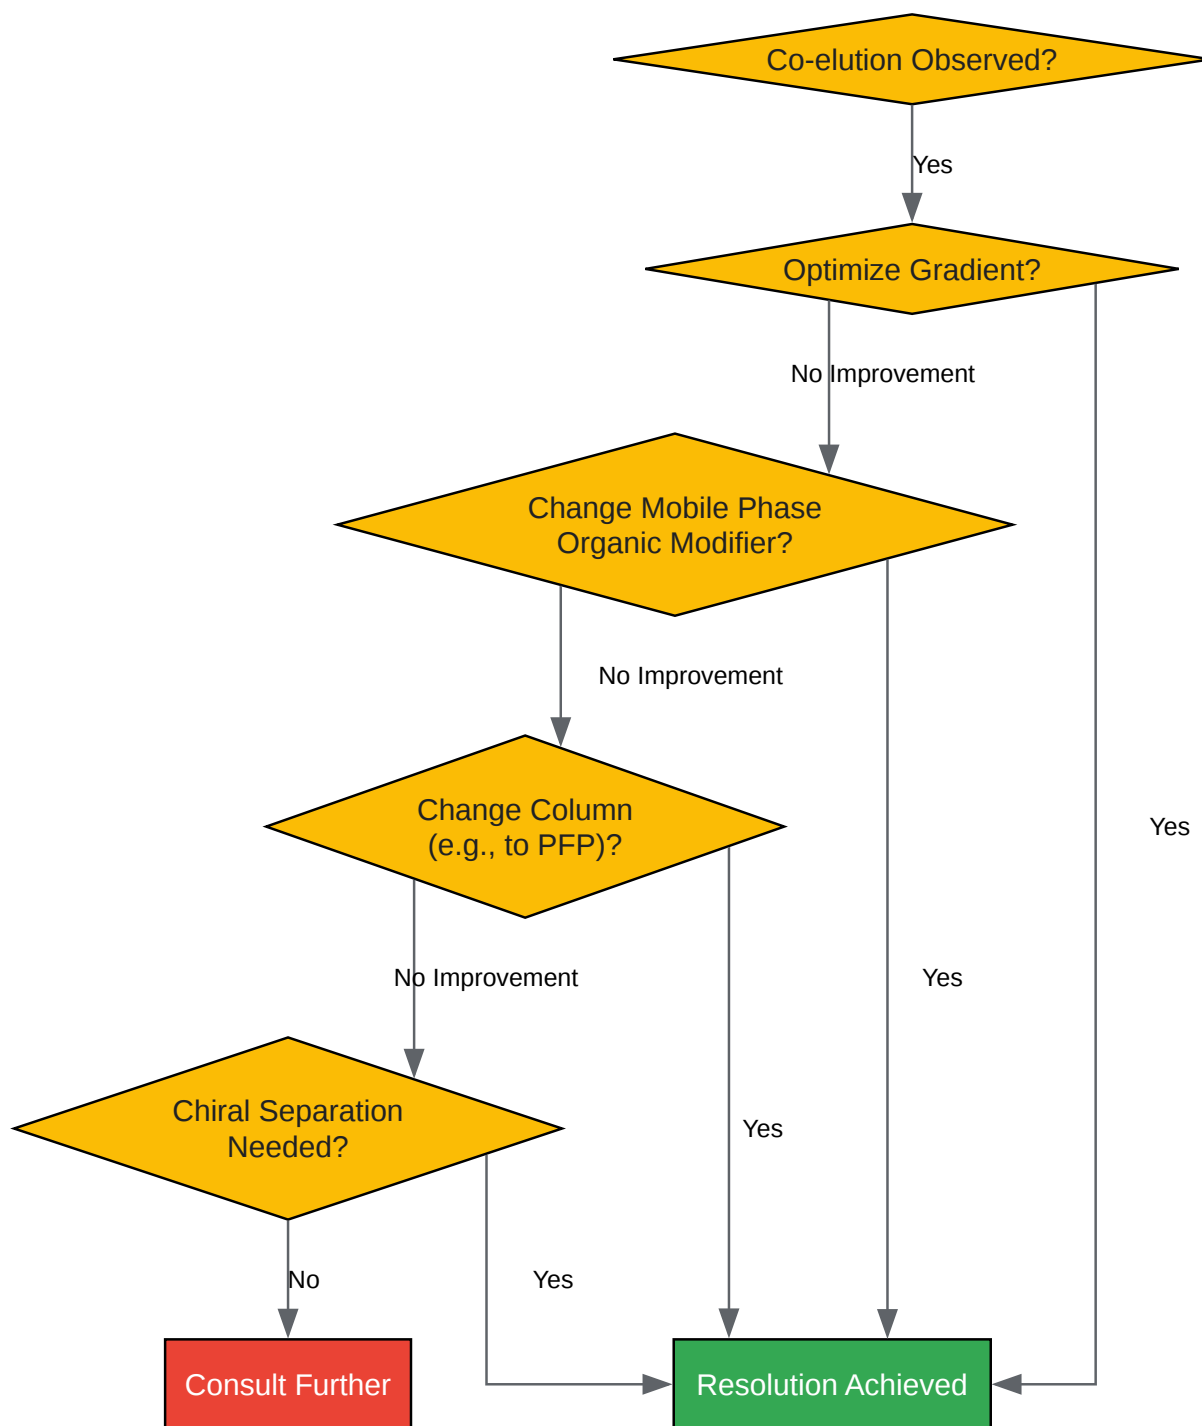 Co-elution Observed?
Yes
Optimize Gradient?
No Improvement
Change Mobile Phase
Organic Modifier?
No Improvement
Change Column
(e.g., to PFP)?
Yes
No Improvement
Yes
Chiral Separation
Needed?
Yes
No
Yes
Consult Further
Resolution Achieved